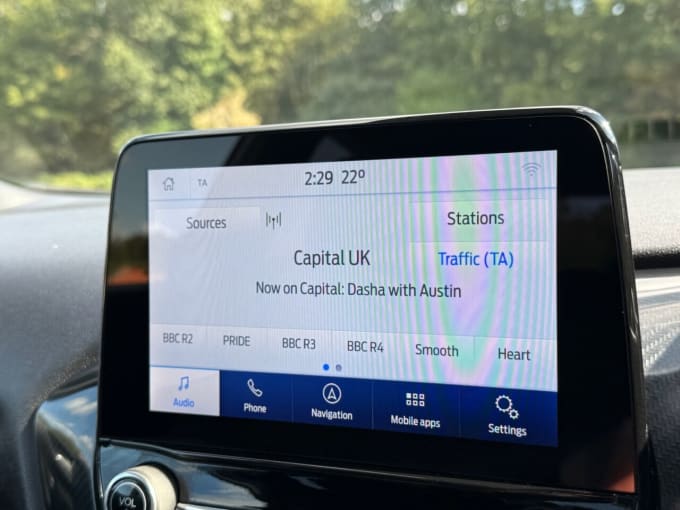 TA 2:29 22º
Sources Stations
Capital UK Traffic (TA)
Now on Capital: Dasha with Austin
BBC R2 PRIDE BBC R3 BBC R4 Smooth Heart
Audio Phone Navigation Mobile apps Settings
VOL